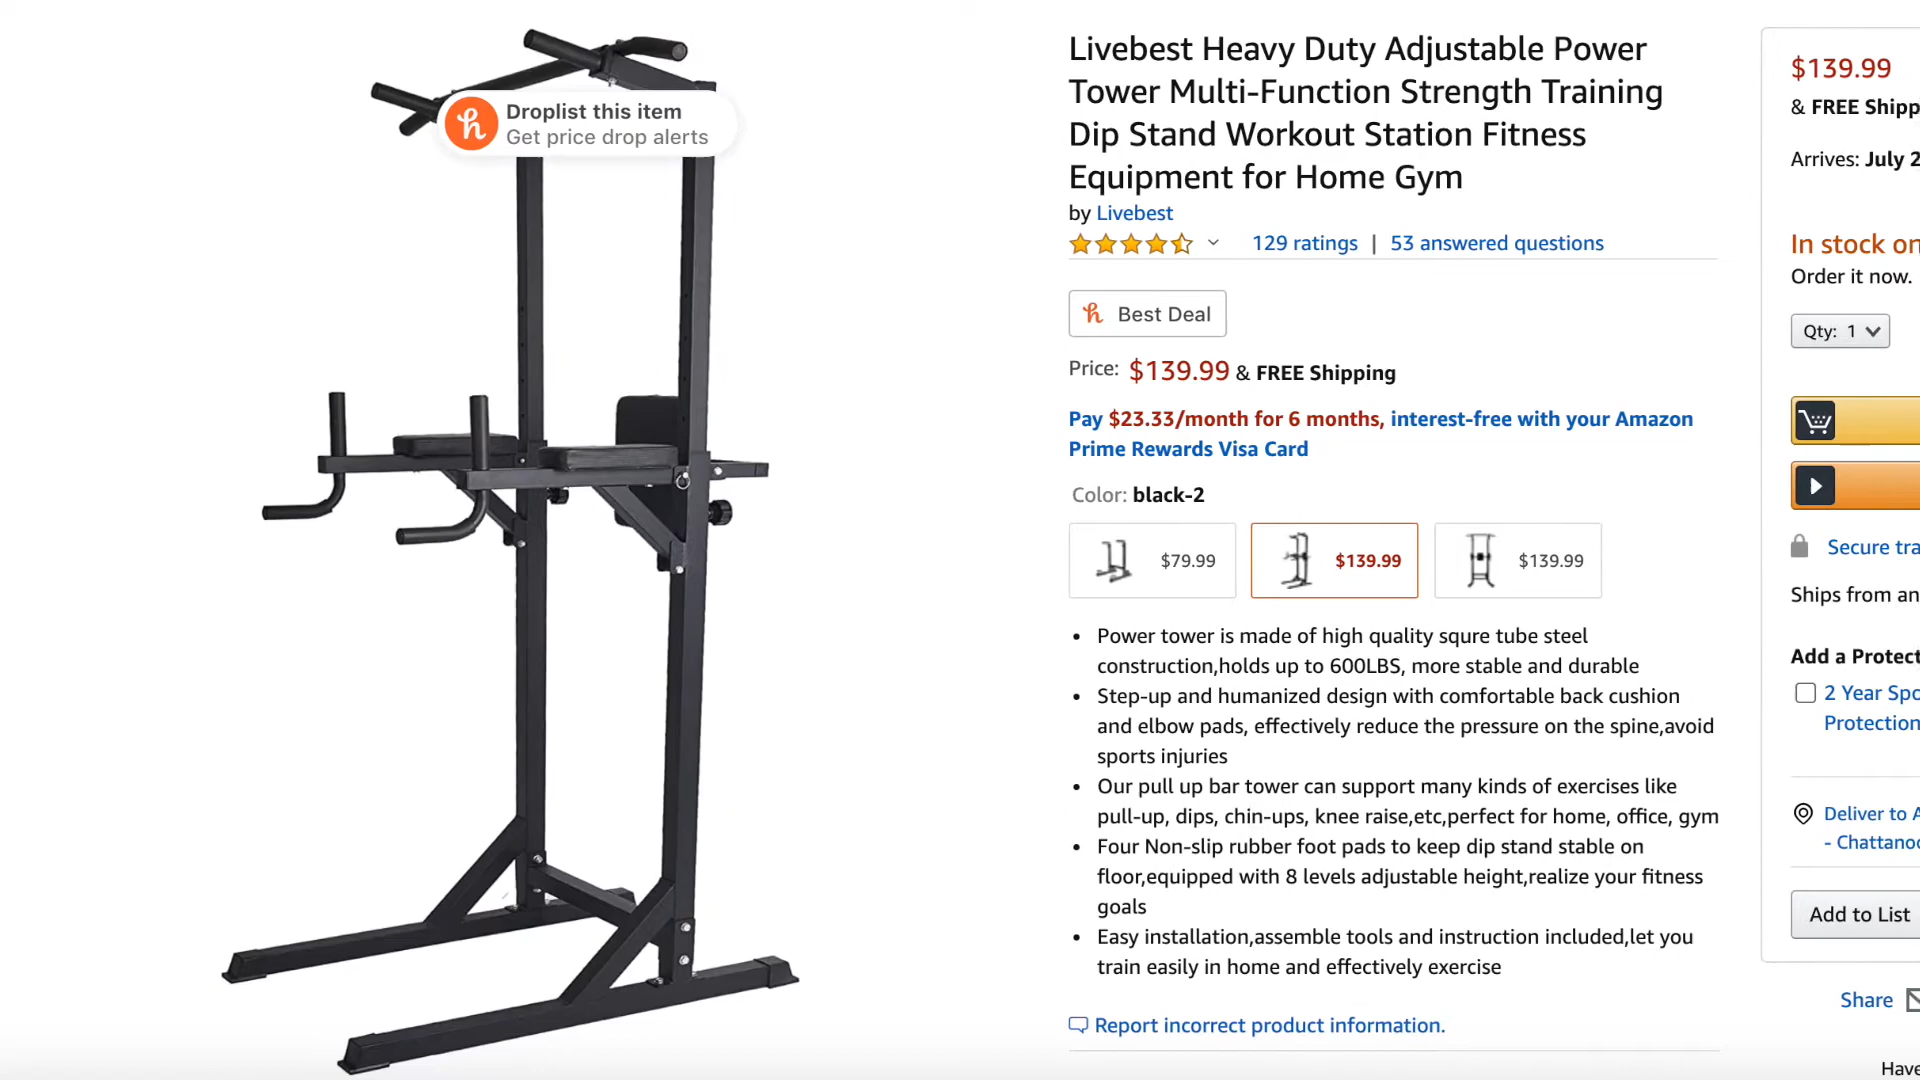 Droplist this item
Get price drop alerts
Livebest Heavy Duty Adjustable Power
Tower Multi-Function Strength Training
Dip Stand Workout Station Fitness
Equipment for Home Gym
by Livebest
129 ratings | 53 answered questions
Best Deal
Price: $139.99 & FREE Shipping
Pay $23.33/month for 6 months, interest-free with your Amazon
Prime Rewards Visa Card
Color: black-2
$79.99
$139.99
$139.99
• Power tower is made of high quality squre tube steel
construction,holds up to 600LBS, more stable and durable
• Step-up and humanized design with comfortable back cushion
and elbow pads, effectively reduce the pressure on the spine,avoid
sports injuries
• Our pull up bar tower can support many kinds of exercises like
pull-up, dips, chin-ups, knee raise,etc,perfect for home, office, gym
• Four Non-slip rubber foot pads to keep dip stand stable on
floor,equipped with 8 levels adjustable height,realize your fitness
goals
• Easy installation,assemble tools and instruction included,let you
train easily in home and effectively exercise
Report incorrect product information.
$139.99
& FREE Shipp
Arrives: July 2
In stock on
Order it now.
Qty: 1
Secure tra
Ships from an
Add a Protect
2 Year Spo
Protection
Deliver to A
- Chattanoo
Add to List
Share
Have